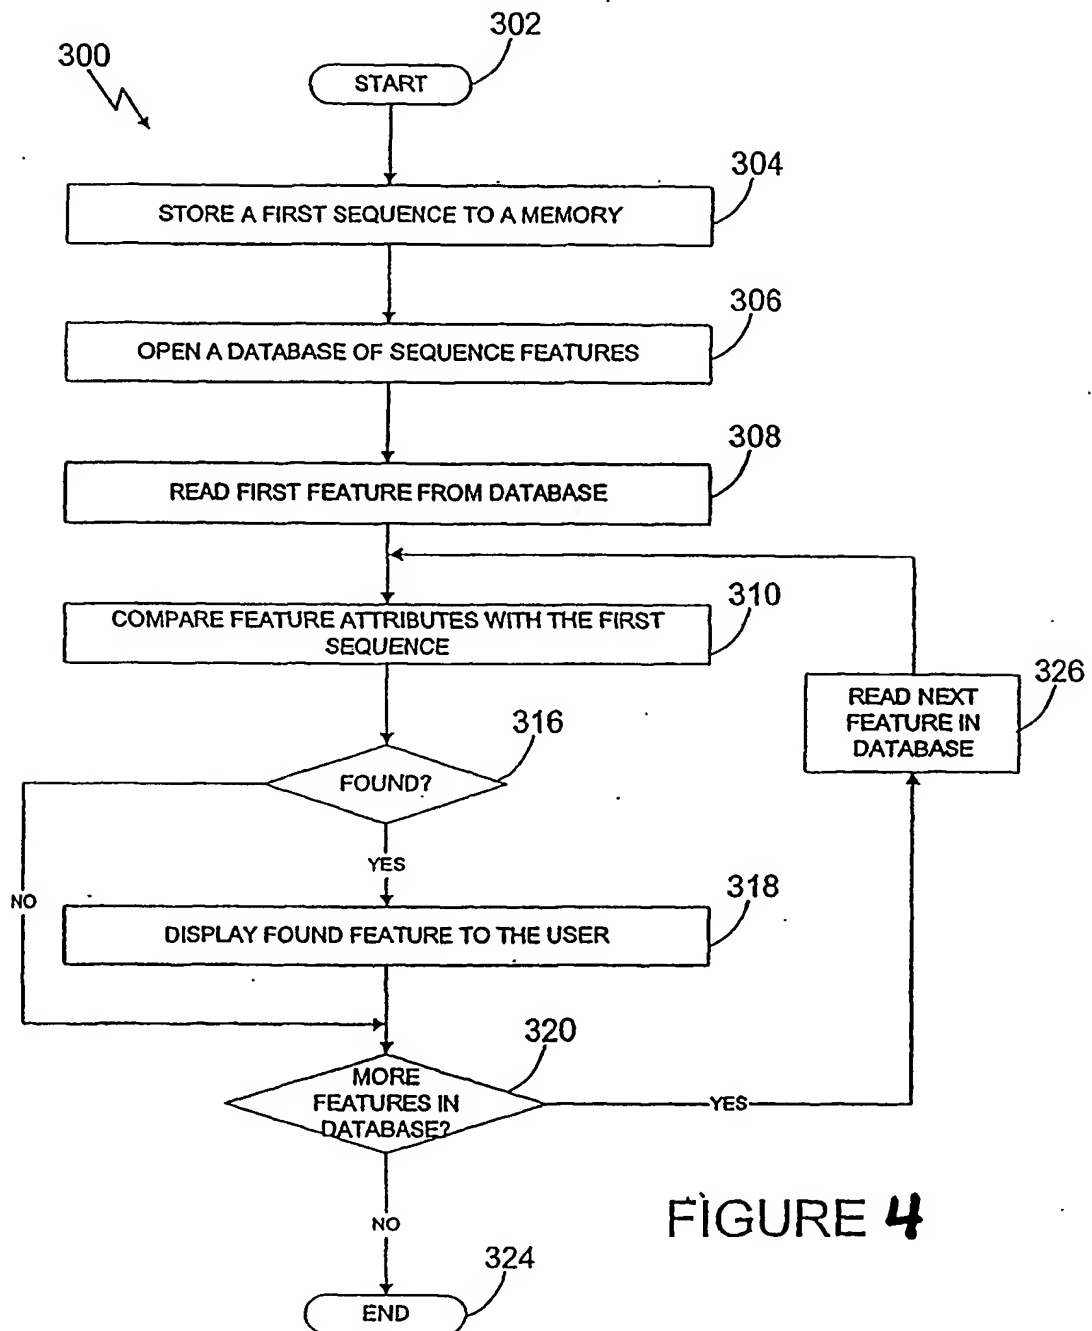 302
300
START
304
STORE A FIRST SEQUENCE TO A MEMORY
306
OPEN A DATABASE OF SEQUENCE FEATURES
308
READ FIRST FEATURE FROM DATABASE
310
COMPARE FEATURE ATTRIBUTES WITH THE FIRST
SEQUENCE
326
READ NEXT
FEATURE IN
DATABASE
316
FOUND?
YES
NO
318
DISPLAY FOUND FEATURE TO THE USER
320
MORE
FEATURES IN
DATABASE?
YES
NO
FIGURE 4
324
END